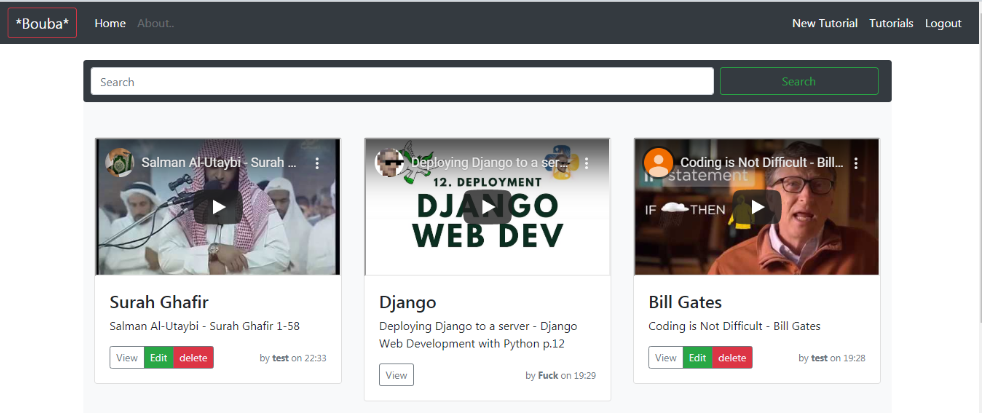 *Bouba* Home About.. New Tutorial Tutorials Logout
Search Search
Salman Al-Utaybi - Surah ...
Surah Ghafir
Salman Al-Utaybi - Surah Ghafir 1-58
View Edit delete by test on 22:33
Deploying Django to a ser...
12. DEPLOYMENT
DJANGO
WEB DEV
Django
Deploying Django to a server - Django
Web Development with Python p.12
View by Fuck on 19:29
Coding is Not Difficult - Bill...
If statement
IF THEN
Bill Gates
Coding is Not Difficult - Bill Gates
View Edit delete by test on 19:28